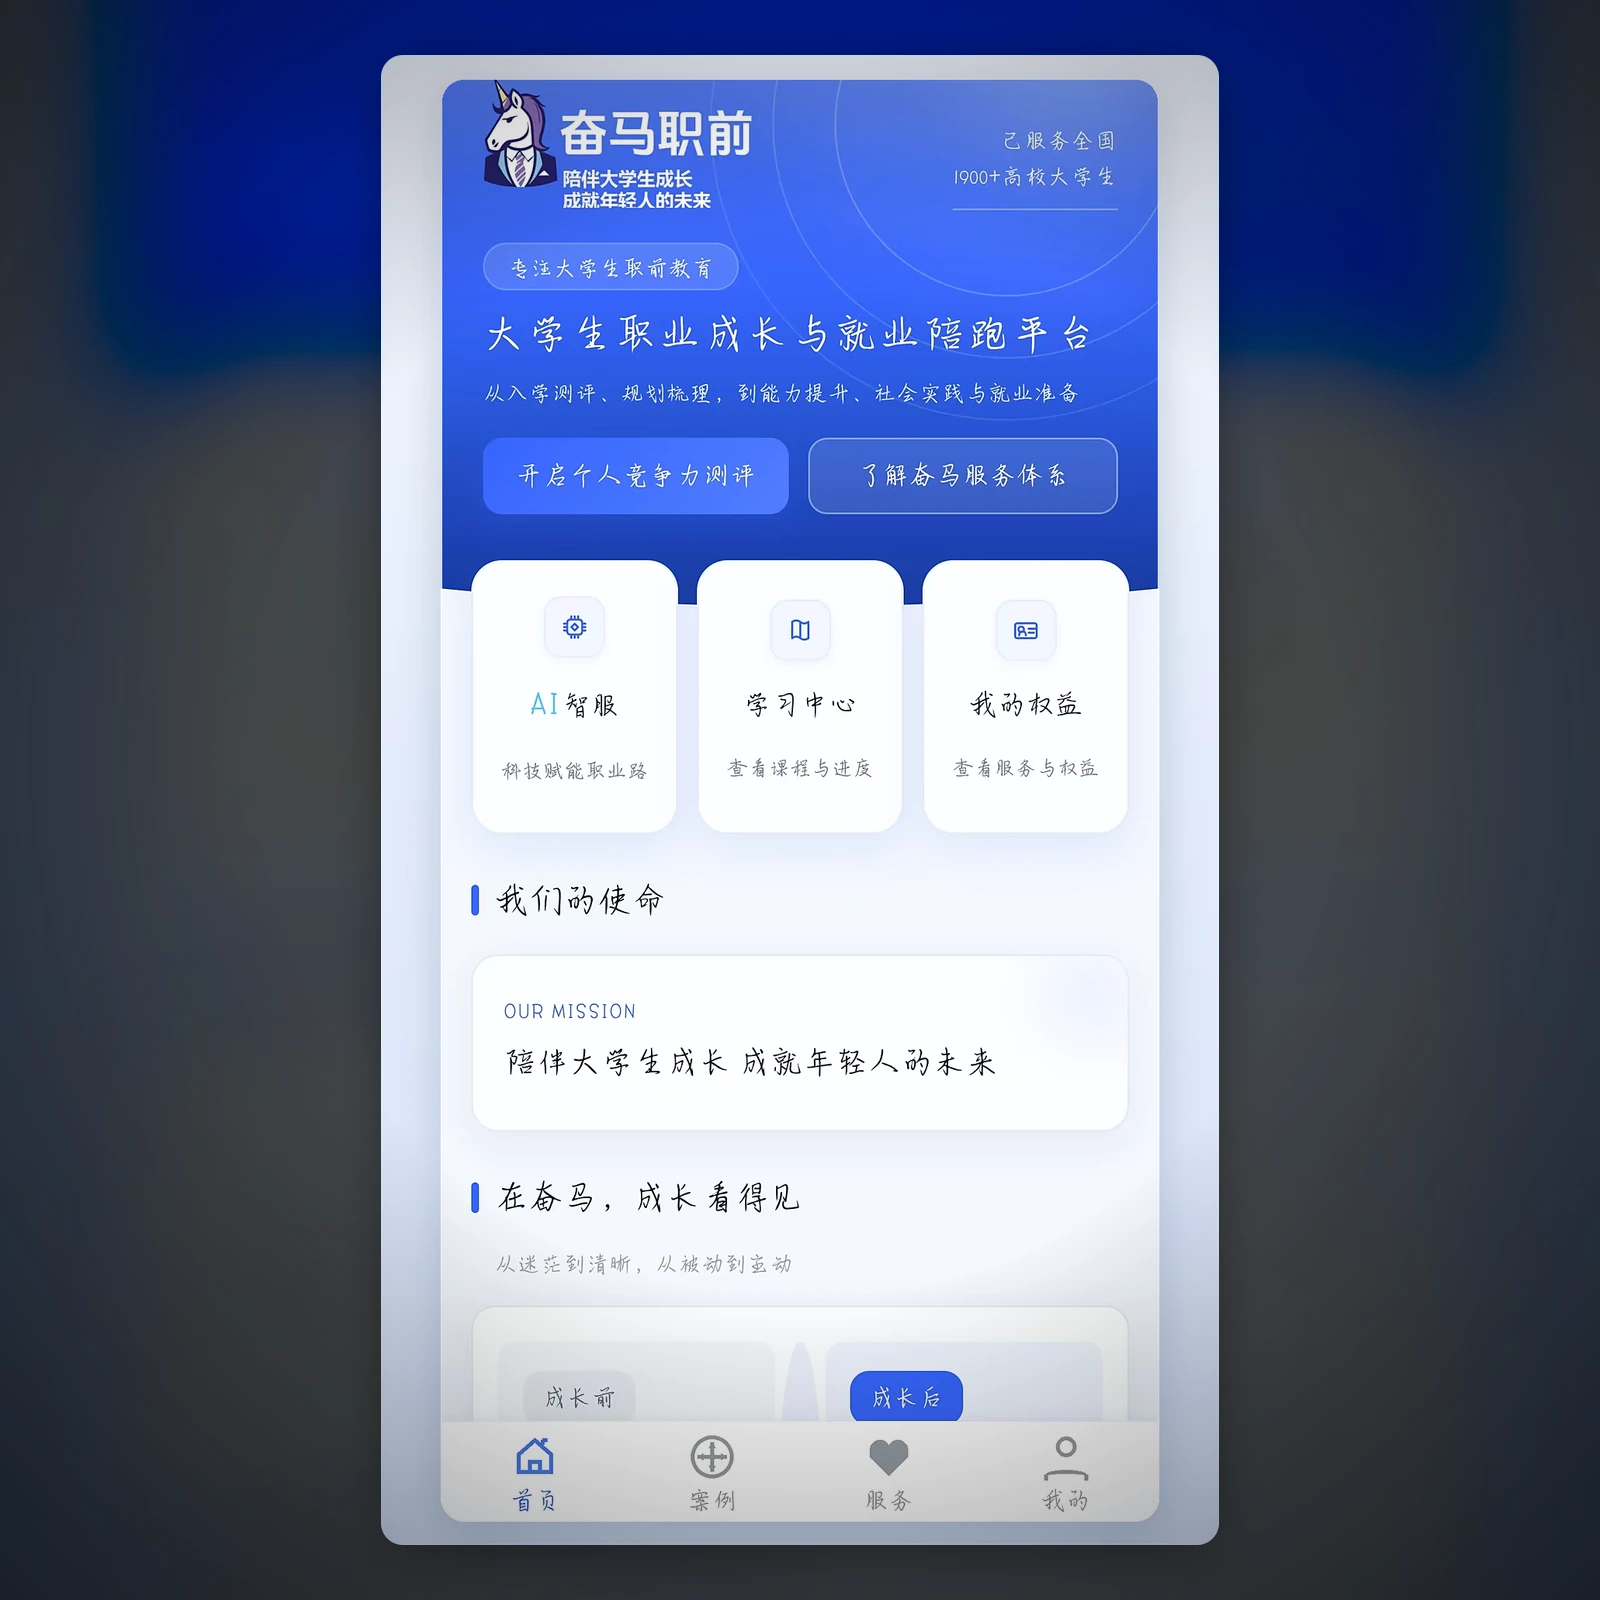 奋马职前
陪伴大学生成长
成就年轻人的未来
已服务全国
1900+高校大学生
专注大学生职前教育
大学生职业成长与就业陪跑平台
从入学测评、规划梳理，到能力提升、社会实践与就业准备
开启个人竞争力测评
了解奋马服务体系
AI智服
科技赋能职业路
学习中心
查看课程与进度
我的权益
查看服务与权益
我们的使命
OUR MISSION
陪伴大学生成长 成就年轻人的未来
在奋马，成长看得见
从迷茫到清晰，从被动到主动
成长前
成长后
首页
案例
服务
我的